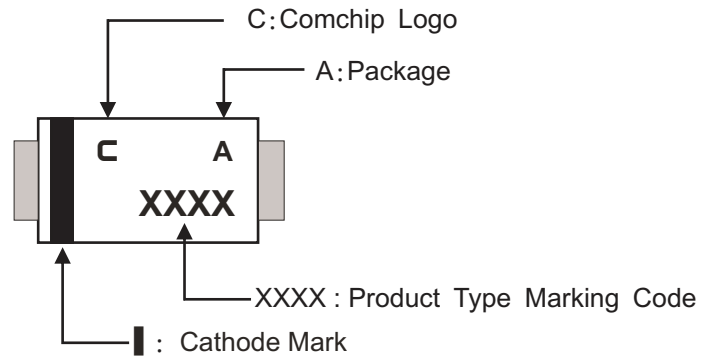 C:Comchip Logo
A:Package
C A
XXXX
XXXX : Product Type Marking Code
: Cathode Mark